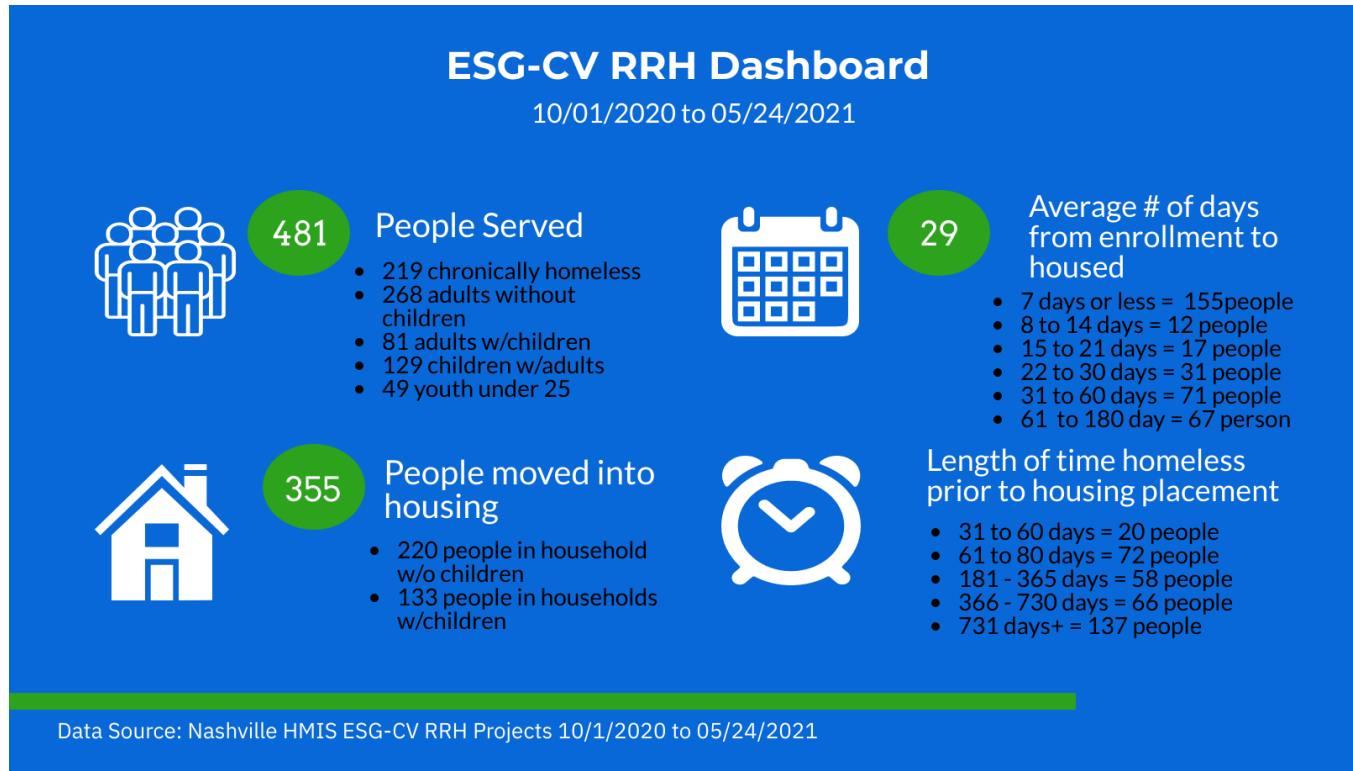 ESG-CV RRH Dashboard
10/01/2020 to 05/24/2021
481
People Served
• 219 chronically homeless
• 268 adults without
children
• 81 adults w/children
• 129 children w/adults
• 49 youth under 25
29
Average # of days
from enrollment to
housed
• 7 days or less =  155people
• 8 to 14 days = 12 people
• 15 to 21 days = 17 people
• 22 to 30 days = 31 people
• 31 to 60 days = 71 people
• 61  to 180 day = 67 person
355
People moved into
housing
• 220 people in household
w/o children
• 133 people in households
w/children
Length of time homeless
prior to housing placement
• 31 to 60 days = 20 people
• 61 to 80 days = 72 people
• 181 - 365 days = 58 people
• 366 - 730 days = 66 people
• 731 days+ = 137 people
Data Source: Nashville HMIS ESG-CV RRH Projects 10/1/2020 to 05/24/2021